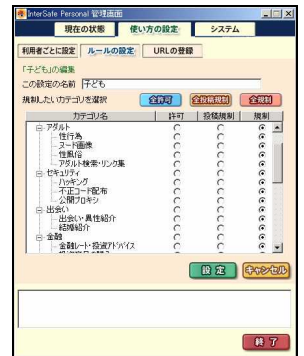 InterSafe Personal 管理画面
現在の状態 使い方の設定 システム
利用者ごとに設定 ルールの設定 URLの登録
「子ども」の編集
この設定の名前 子ども
規制したいカテゴリを選択 全許可 全投稿規制 全規制
カテゴリ名 許可 投稿規制 規制
アダルト
性行為
ヌード画像
性風俗
アダルト検索・リンク集
セキュリティ
ハッキング
不正コード配布
公開プロキシ
出会い
出会い・異性紹介
結婚紹介
金融
金融レート・投資アドバイス
設定 キャンセル
終了